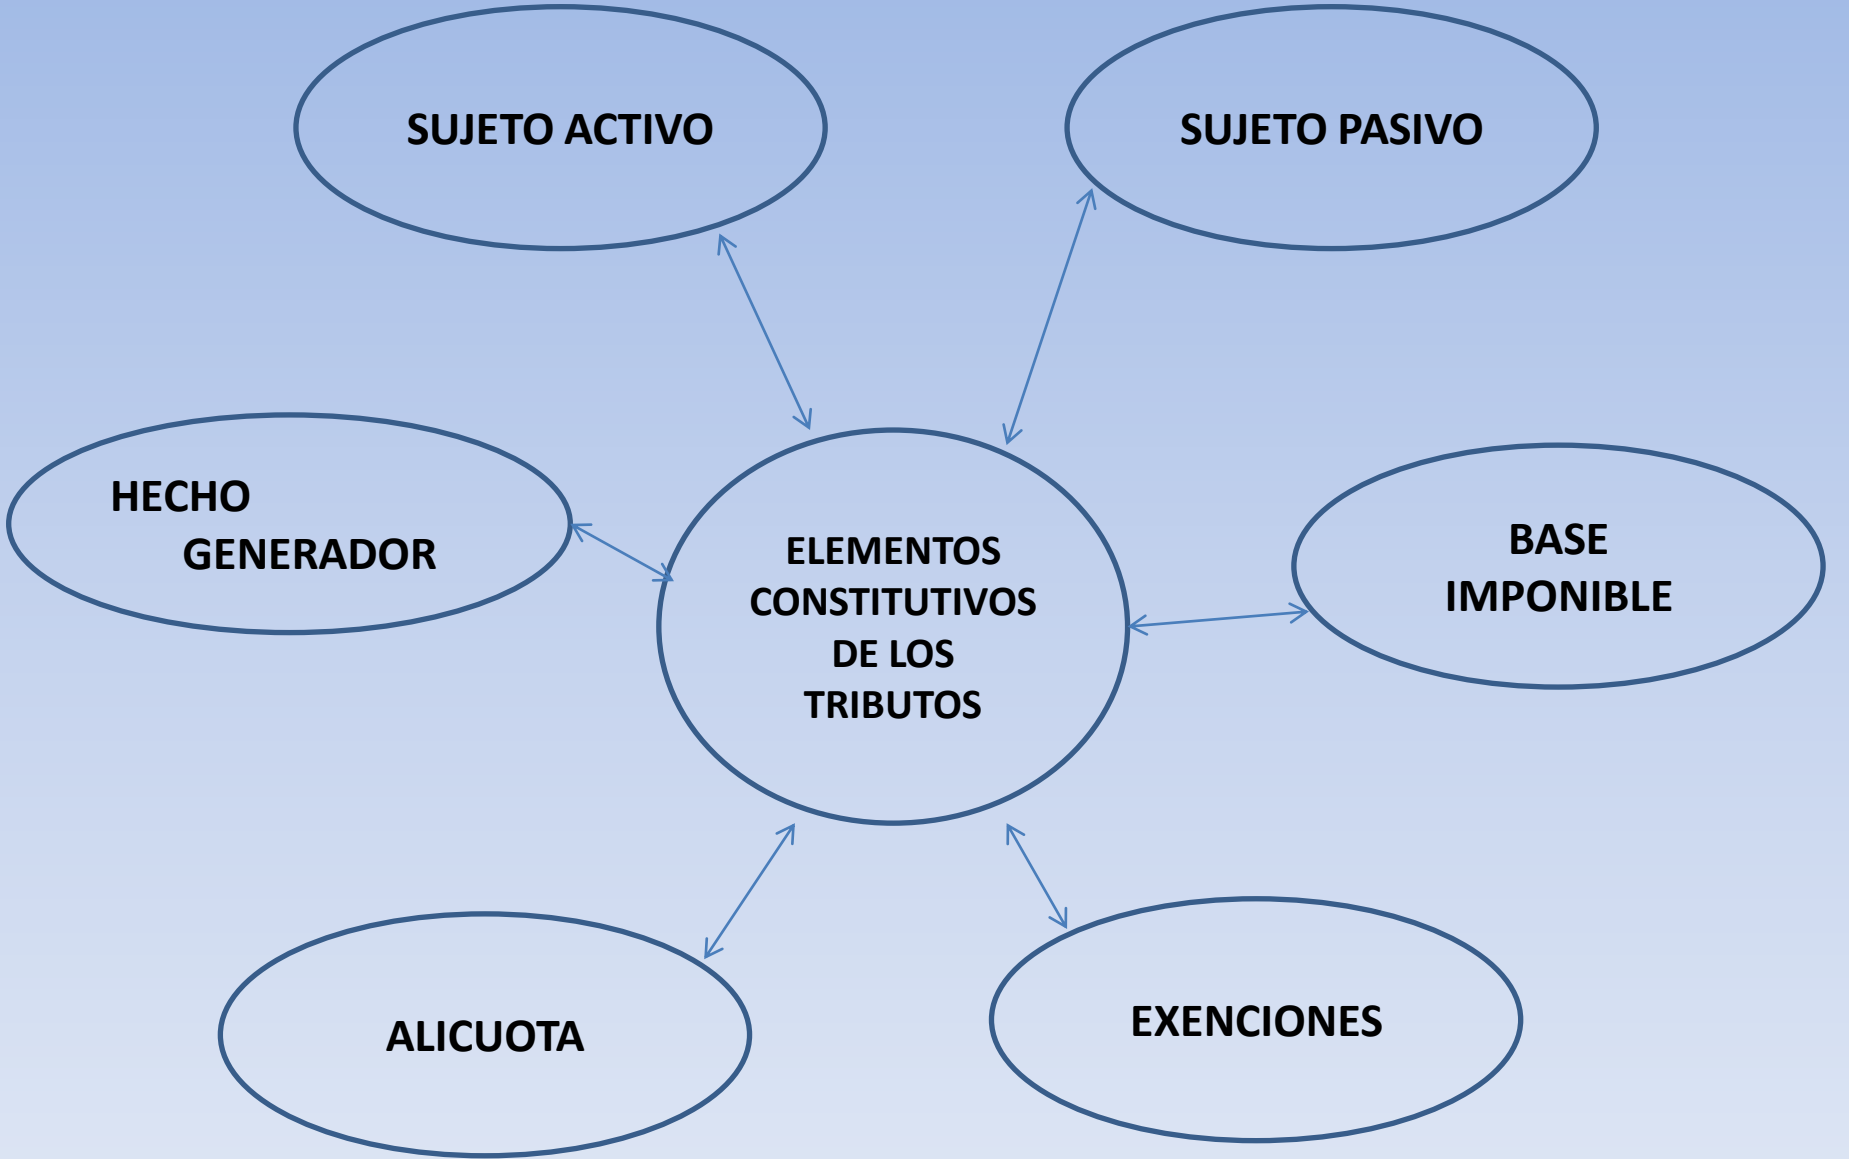 SUJETO ACTIVO
SUJETO PASIVO
HECHO
GENERADOR
ELEMENTOS
CONSTITUTIVOS
DE LOS
TRIBUTOS
BASE
IMPONIBLE
ALICUOTA
EXENCIONES